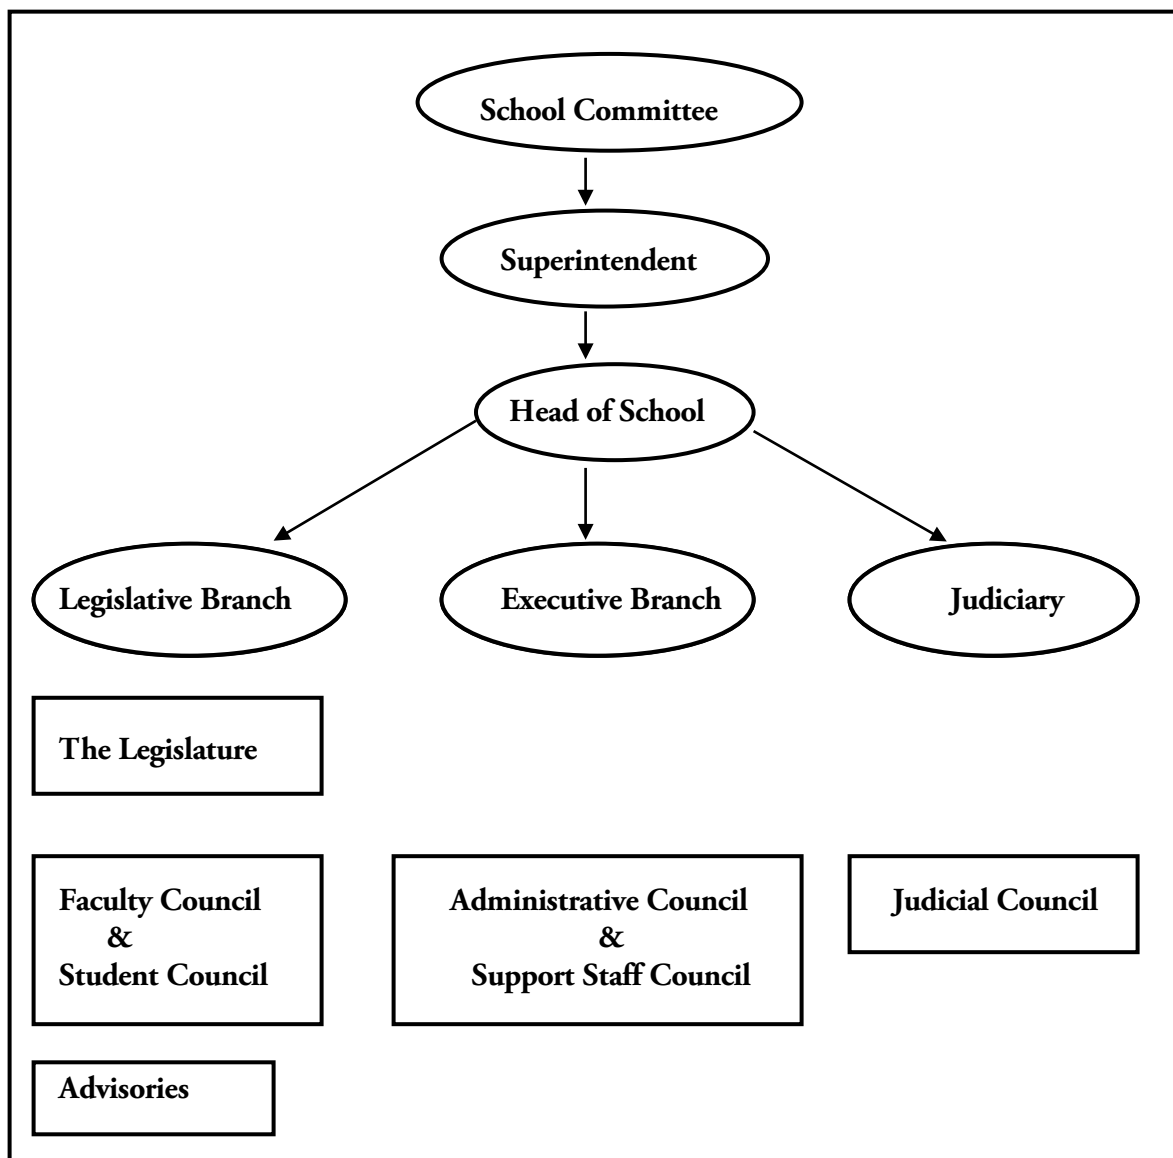 School Committee
Superintendent
Head of School
Legislative Branch
Executive Branch
Judiciary
The Legislature
Faculty Council
&
Student Council
Administrative Council
&
Support Staff Council
Judicial Council
Advisories